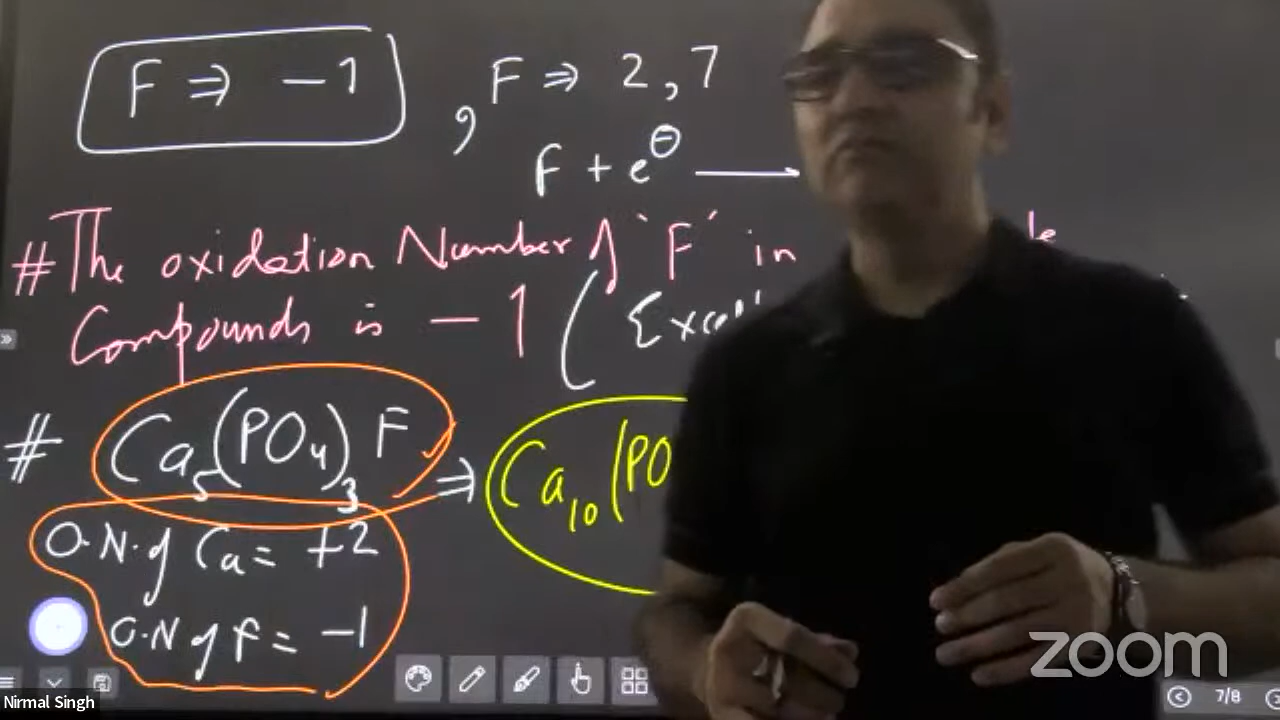 F ⇒ -1 , F ⇒ 2,7
F + e⊖ ⟶
# The oxidation Number of 'F' in
Compounds is -1 (
# Ca₅(PO₄)₃F ⇒ Ca₁₀(PO
O.N. of Ca = +2
O.N of F = -1
zoom
Nirmal Singh
7/8